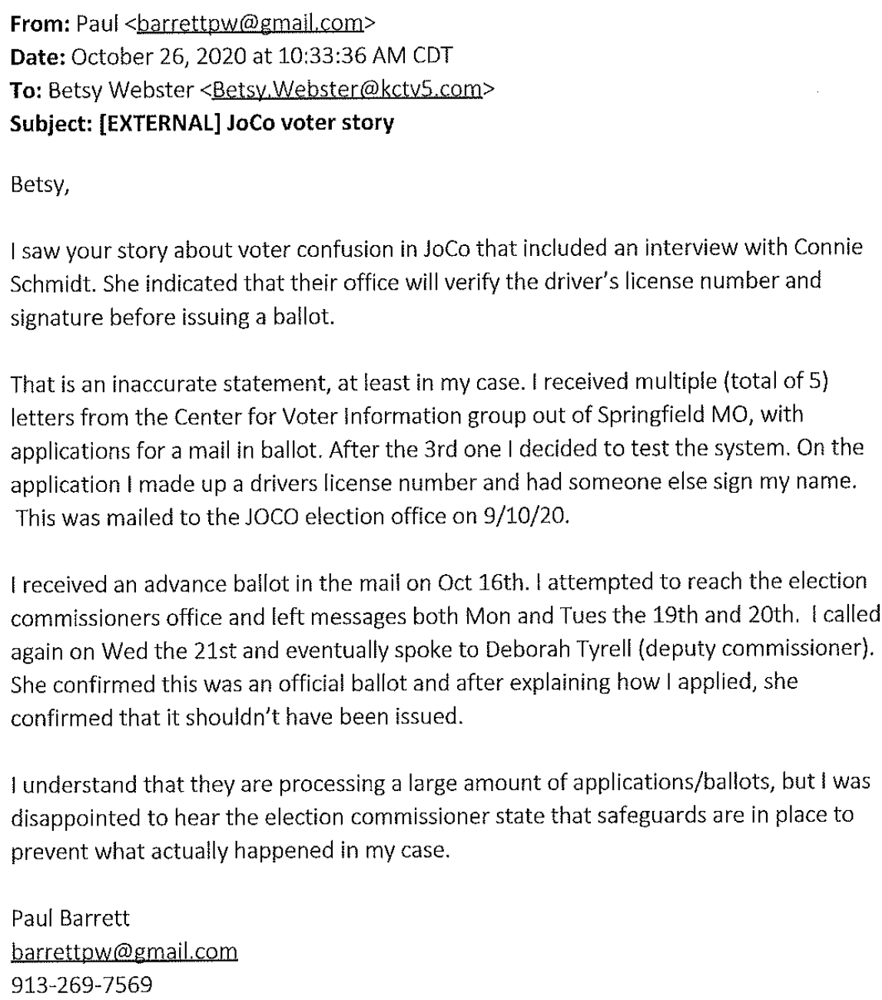 From: Paul <barrettpw@gmail.com>
Date: October 26, 2020 at 10:33:36 AM CDT
To: Betsy Webster <Betsy.Webster@kctv5.com>
Subject: [EXTERNAL] JoCo voter story
Betsy,
I saw your story about voter confusion in JoCo that included an interview with Connie
Schmidt. She indicated that their office will verify the driver's license number and
signature before issuing a ballot.
That is an inaccurate statement, at least in my case. I received multiple (total of 5)
letters from the Center for Voter Information group out of Springfield MO, with
applications for a mail in ballot. After the 3rd one I decided to test the system. On the
application I made up a drivers license number and had someone else sign my name.
This was mailed to the JOCO election office on 9/10/20.
I received an advance ballot in the mail on Oct 16th. I attempted to reach the election
commissioners office and left messages both Mon and Tues the 19th and 20th.  I called
again on Wed the 21st and eventually spoke to Deborah Tyrell (deputy commissioner).
She confirmed this was an official ballot and after explaining how I applied, she
confirmed that it shouldn't have been issued.
I understand that they are processing a large amount of applications/ballots, but I was
disappointed to hear the election commissioner state that safeguards are in place to
prevent what actually happened in my case.
Paul Barrett
barrettpw@gmail.com
913-269-7569